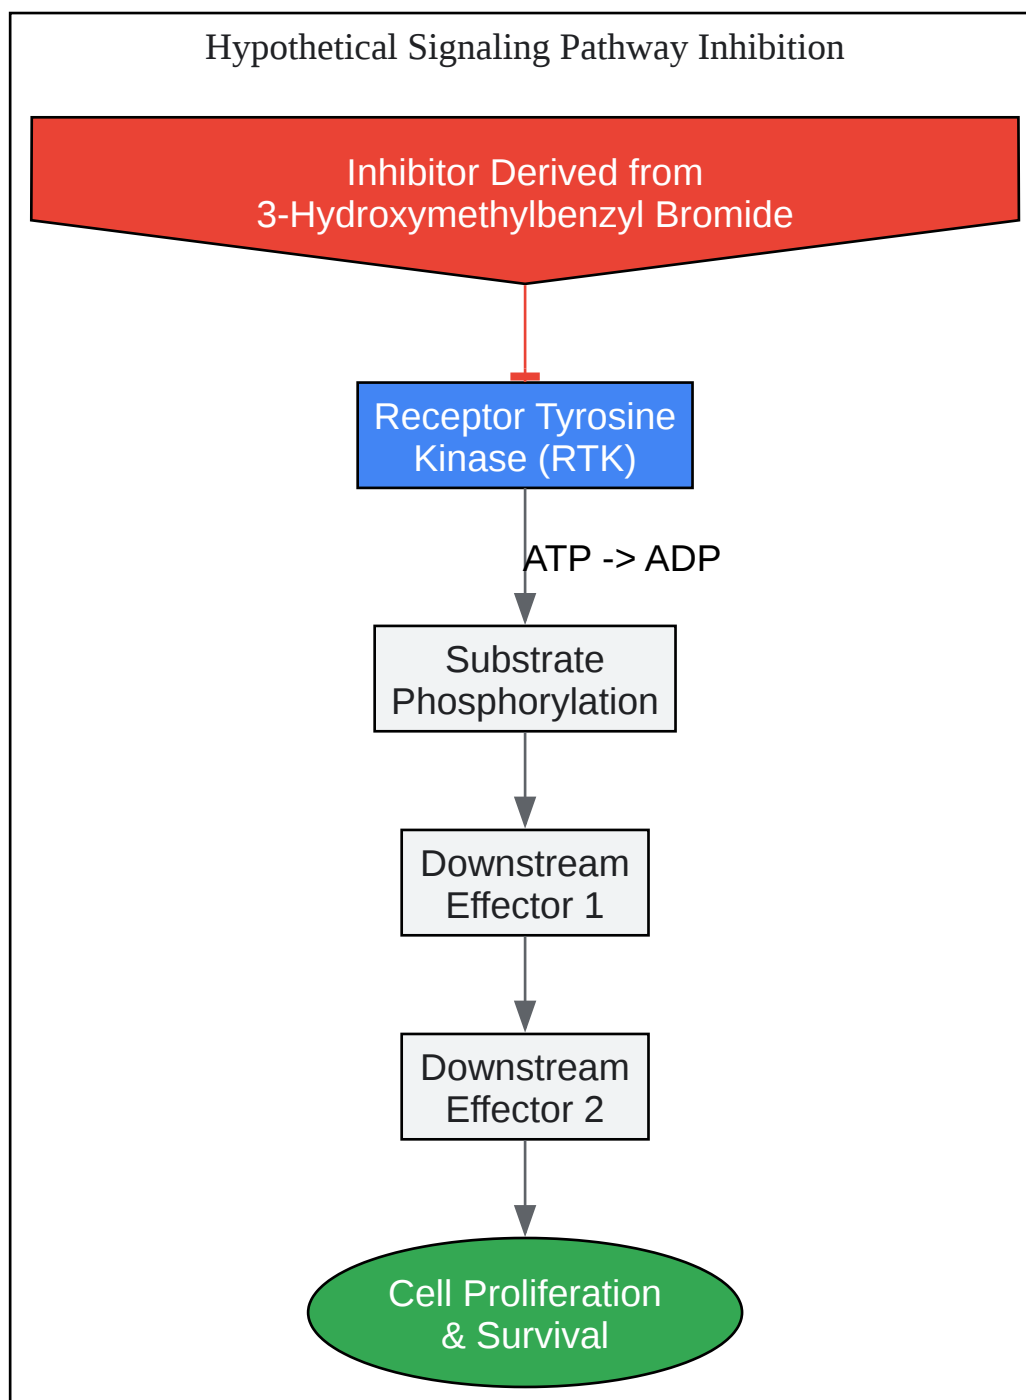 Hypothetical Signaling Pathway Inhibition
Inhibitor Derived from
3-Hydroxymethylbenzyl Bromide
Receptor Tyrosine
Kinase (RTK)
ATP -> ADP
Substrate
Phosphorylation
Downstream
Effector 1
Downstream
Effector 2
Cell Proliferation
& Survival